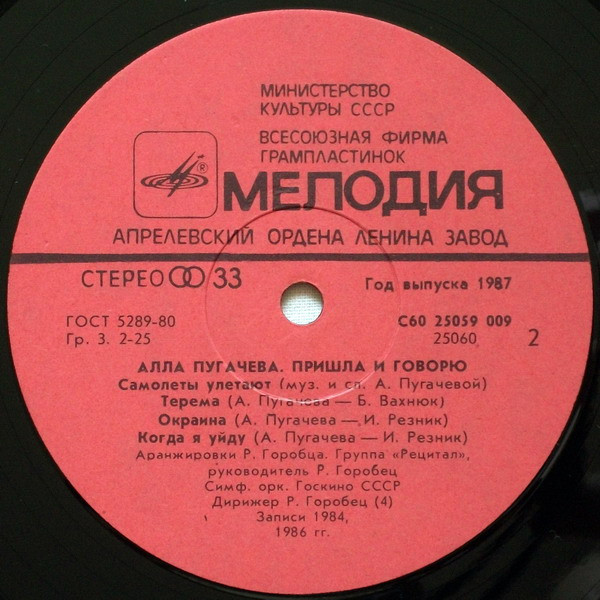 МИНИСТЕРСТВО
КУЛЬТУРЫ СССР
ВСЕСОЮЗНАЯ ФИРМА
ГРАМПЛАСТИНОК
®
МЕЛОДИЯ
АПРЕЛЕВСКИЙ ОРДЕНА ЛЕНИНА ЗАВОД
СТЕРЕО 33
Год выпуска 1987
ГОСТ 5289-80
С60 25059 009
Гр. 3. 2-25
25060
2
АЛЛА ПУГАЧЕВА. ПРИШЛА И ГОВОРЮ
Самолеты улетают (муз. и сл. А. Пугачевой)
Терема (А. Пугачова — Б. Вахнюк)
Окраина (А. Пугачева — И. Резник)
Когда я уйду (А. Пугачева — И. Резник)
Аранжировки Р. Горобца. Группа «Рецитал»,
руководитель Р. Горобец
Симф. орк. Госкино СССР
Дирижер Р. Горобец (4)
Записи 1984,
1986 гг.